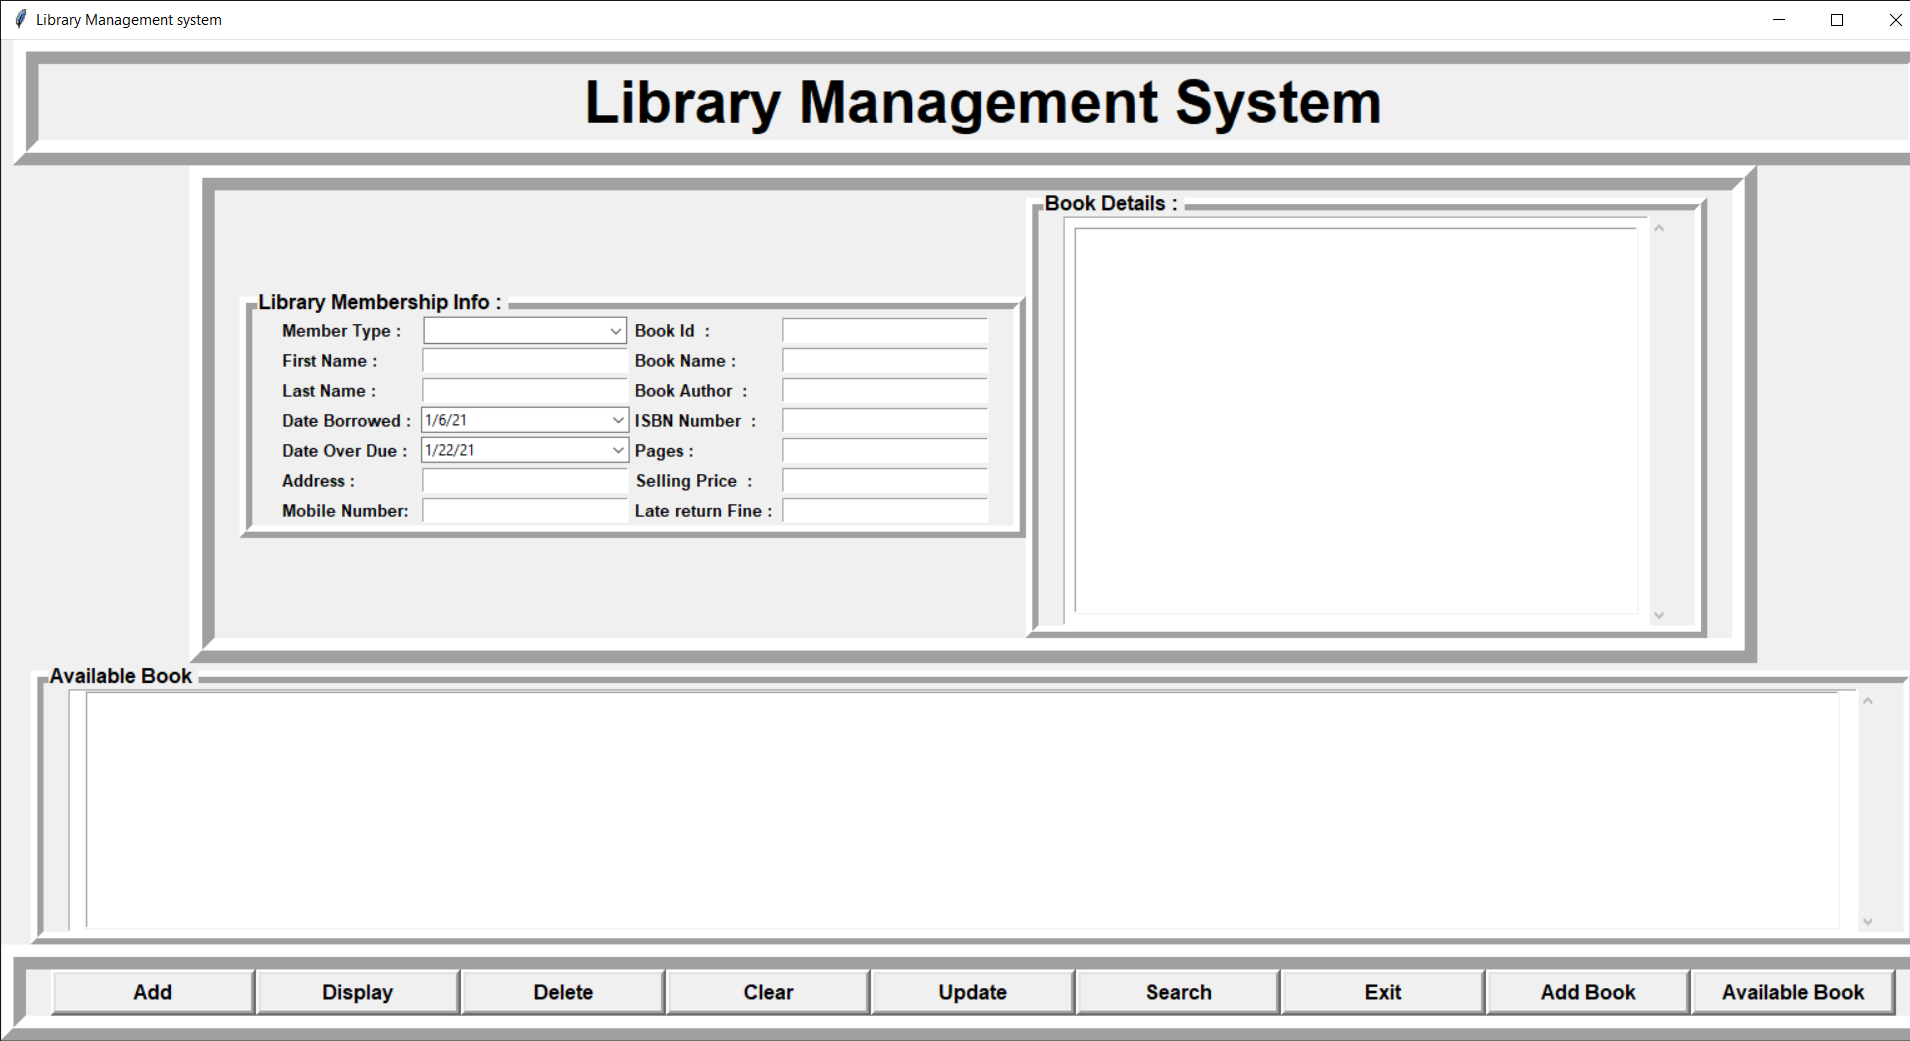 Library Management system
Library Management System
Book Details :
Library Membership Info :
Member Type : Book Id :
First Name : Book Name :
Last Name : Book Author :
Date Borrowed : 1/6/21 ISBN Number :
Date Over Due : 1/22/21 Pages :
Address : Selling Price :
Mobile Number: Late return Fine :
Available Book
Add Display Delete Clear Update Search Exit Add Book Available Book